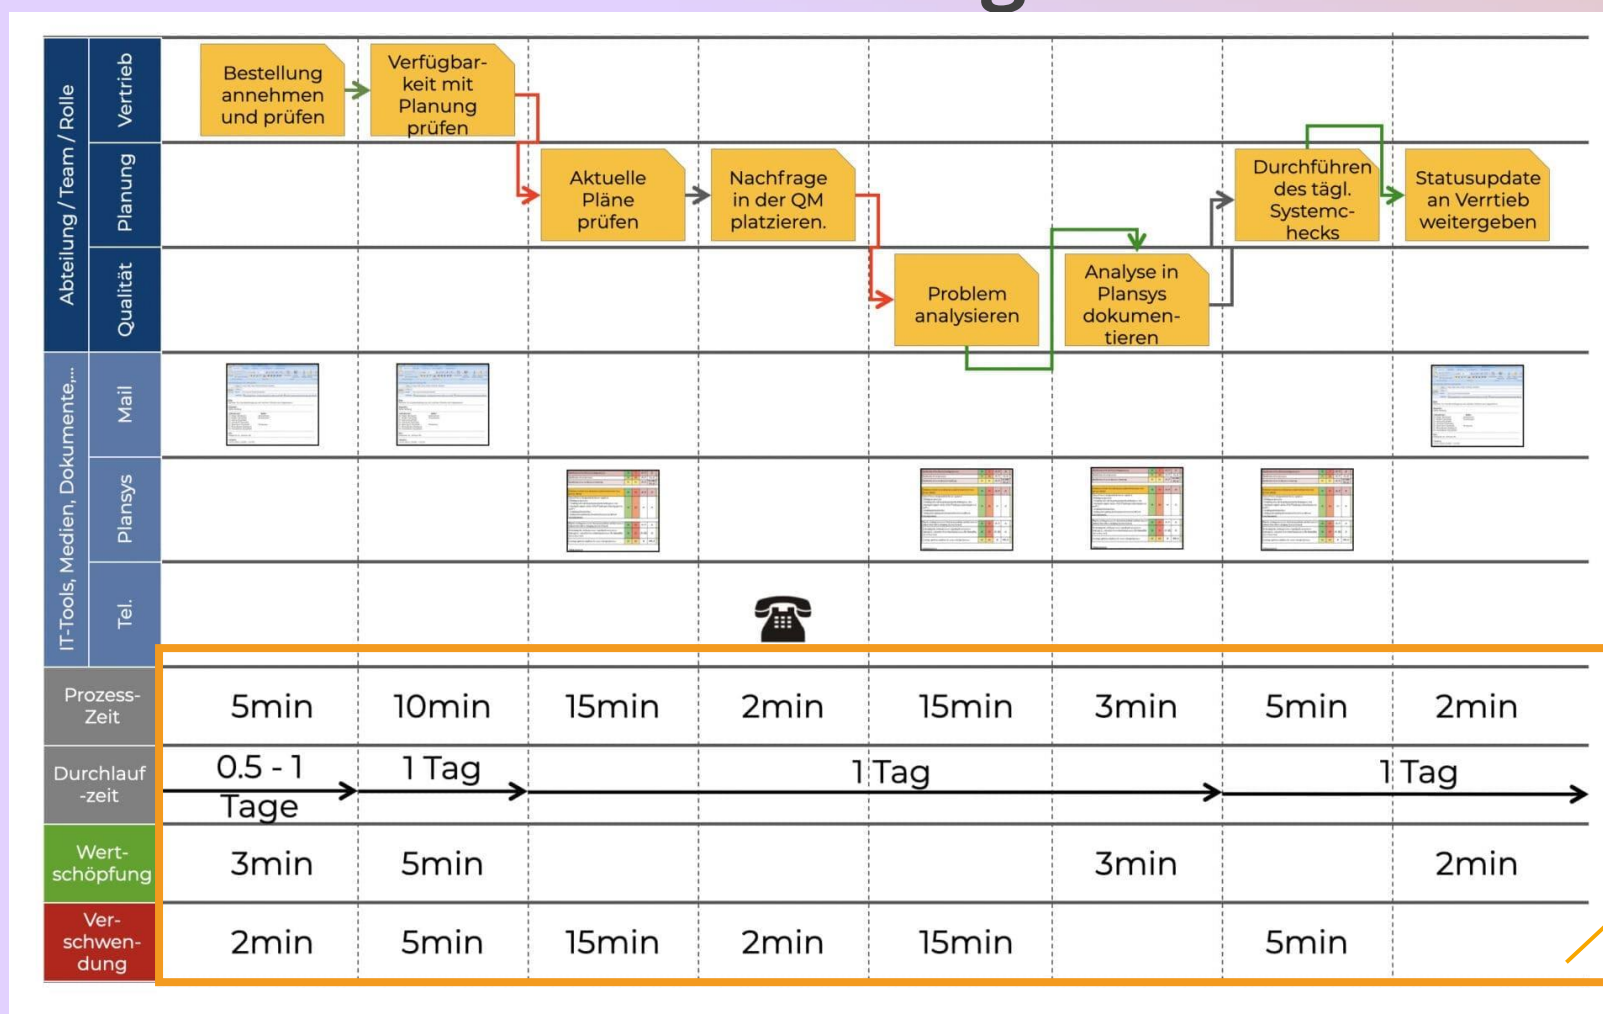 Abteilung / Team / Rolle
Vertrieb
Bestellung
annehmen
und prüfen
Verfügbar-
keit mit
Planung
prüfen
Planung
Aktuelle
Pläne
prüfen
Nachfrage
in der QM
platzieren.
Durchführen
des tägl.
Systemc-
hecks
Statusupdate
an Verrtieb
weitergeben
Qualität
Problem
analysieren
Analyse in
Plansys
dokumen-
tieren
IT-Tools, Medien, Dokumente,...
Mail
Plansys
Tel.
Prozess-
Zeit
5min
10min
15min
2min
15min
3min
5min
2min
Durchlauf
-zeit
0.5 - 1
Tage
1 Tag
1 Tag
1 Tag
Wert-
schöpfung
3min
5min
3min
2min
Ver-
schwen-
dung
2min
5min
15min
2min
15min
5min